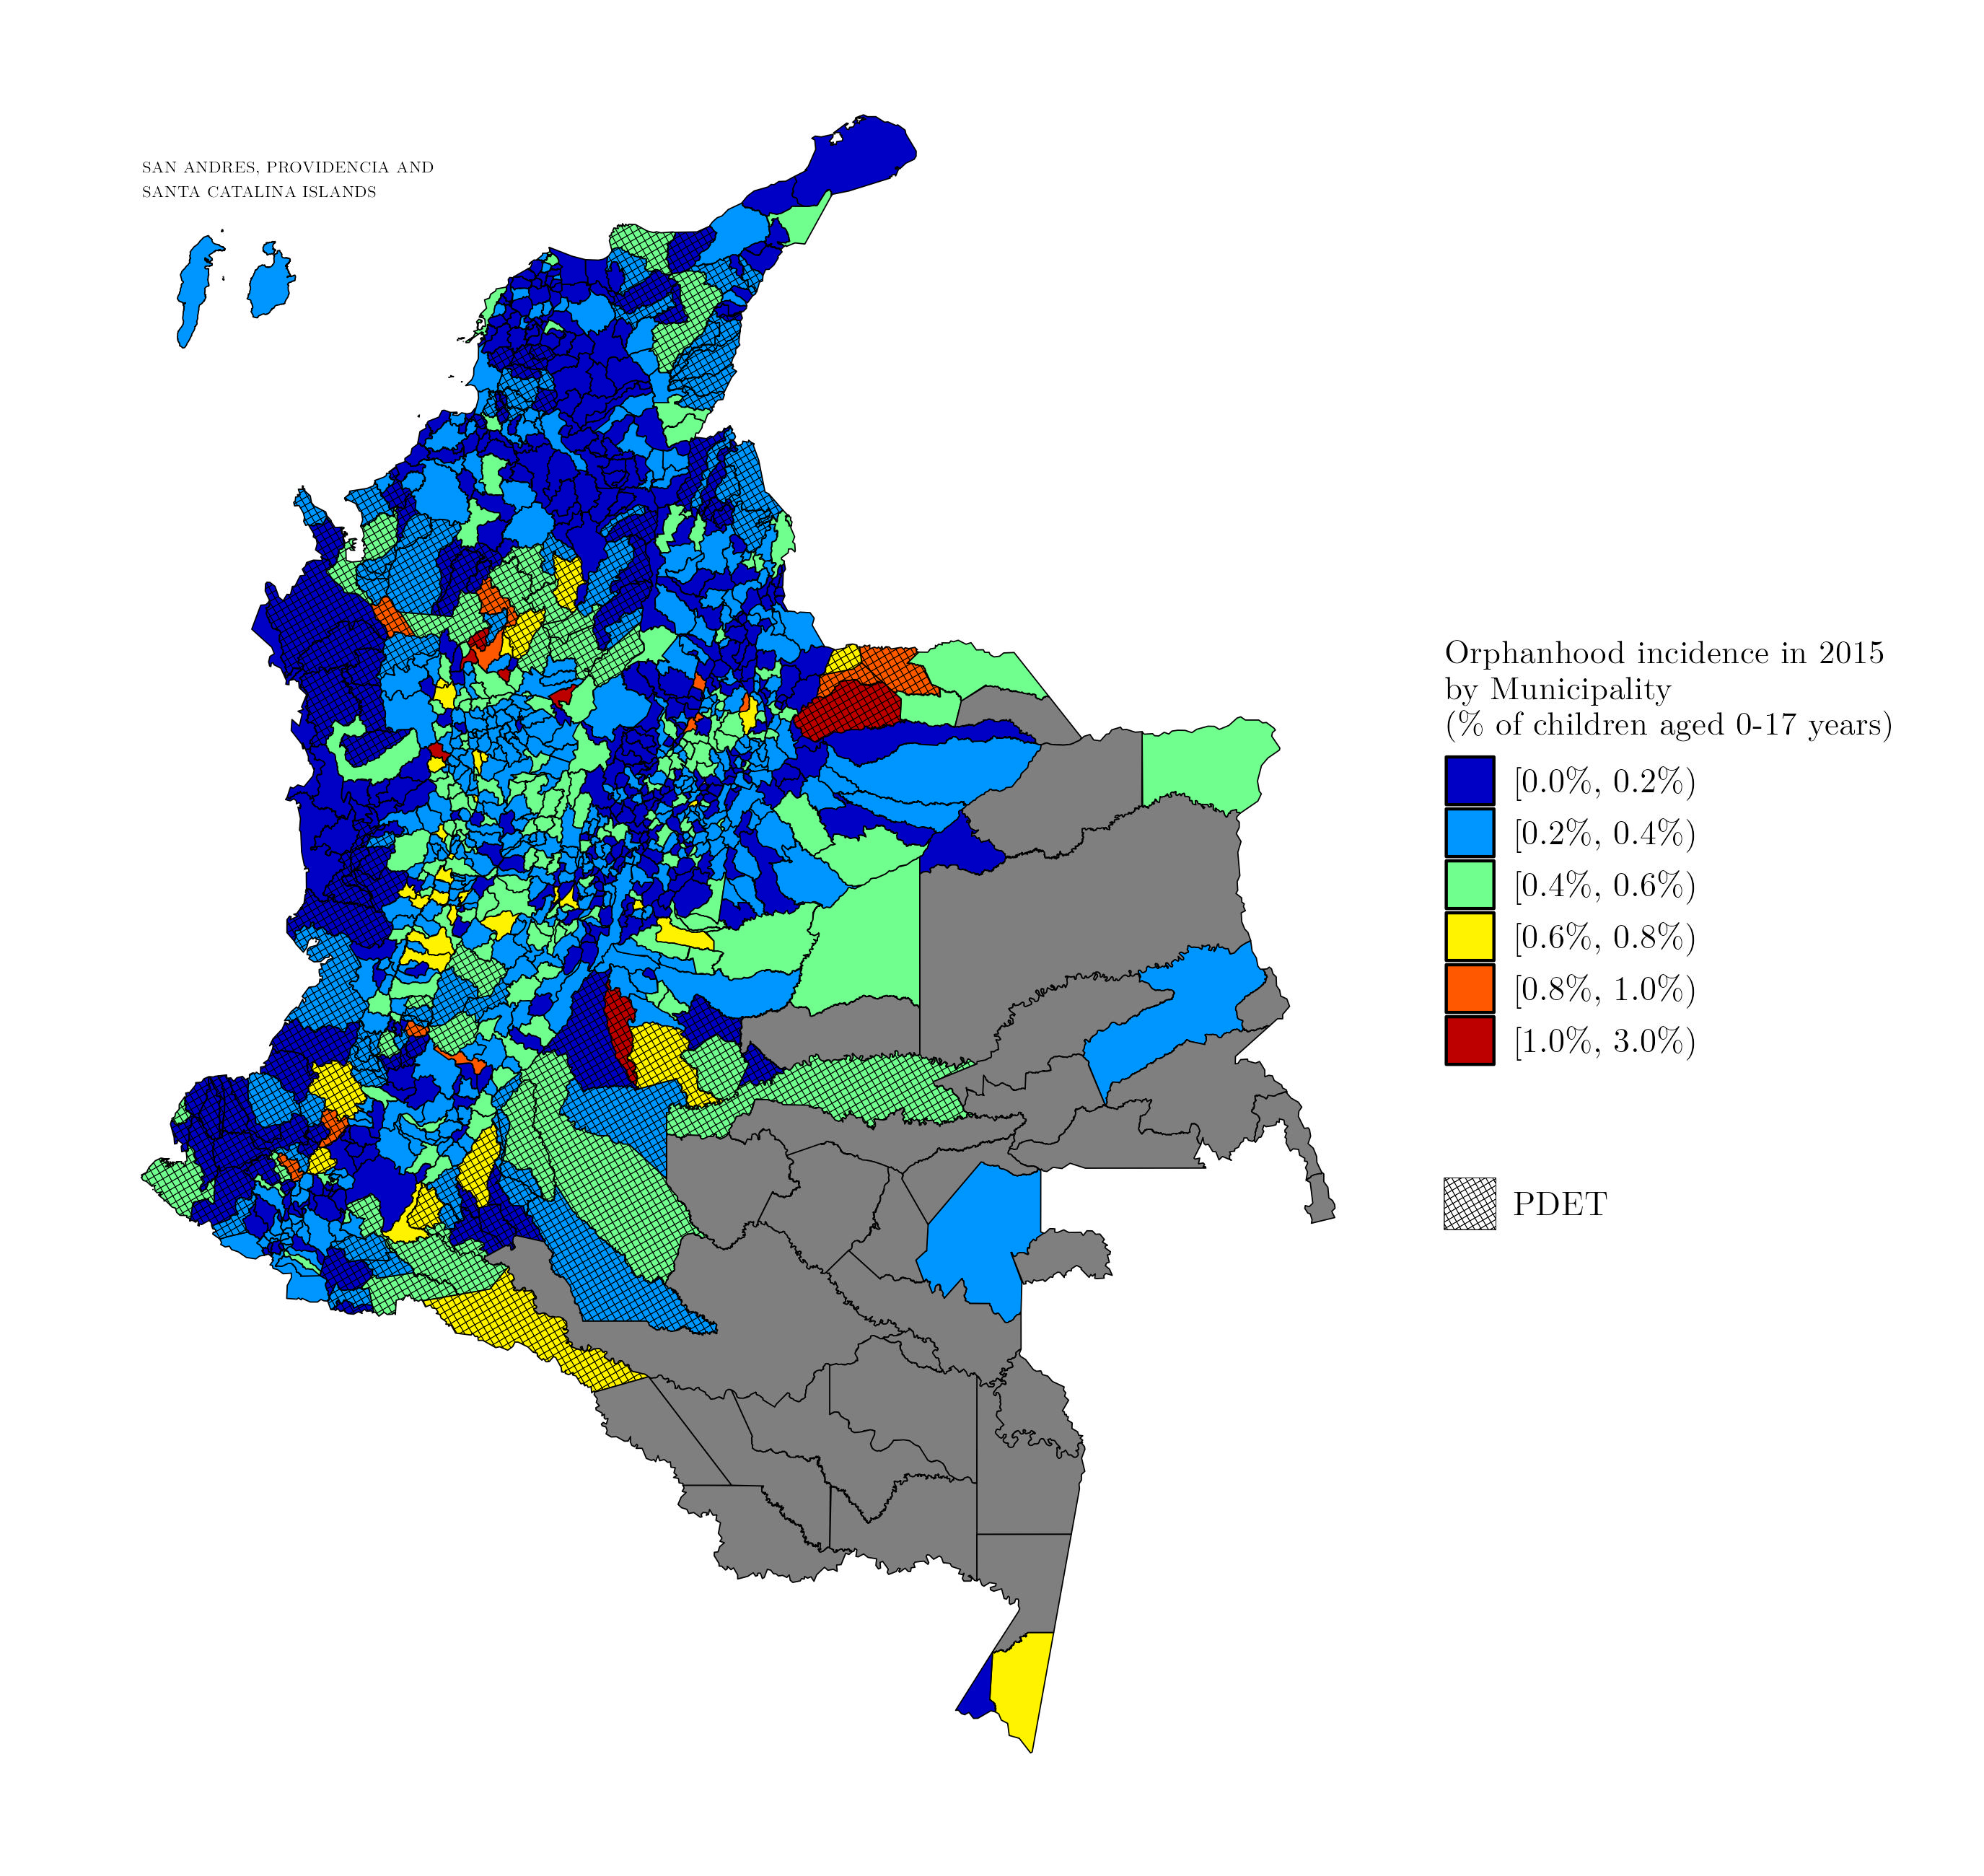 SAN ANDRES, PROVIDENCIA AND
SANTA CATALINA ISLANDS
Orphanhood incidence in 2015
by Municipality
(% of children aged 0-17 years)
[0.0%, 0.2%)
[0.2%, 0.4%)
[0.4%, 0.6%)
[0.6%, 0.8%)
[0.8%, 1.0%)
[1.0%, 3.0%)
PDET